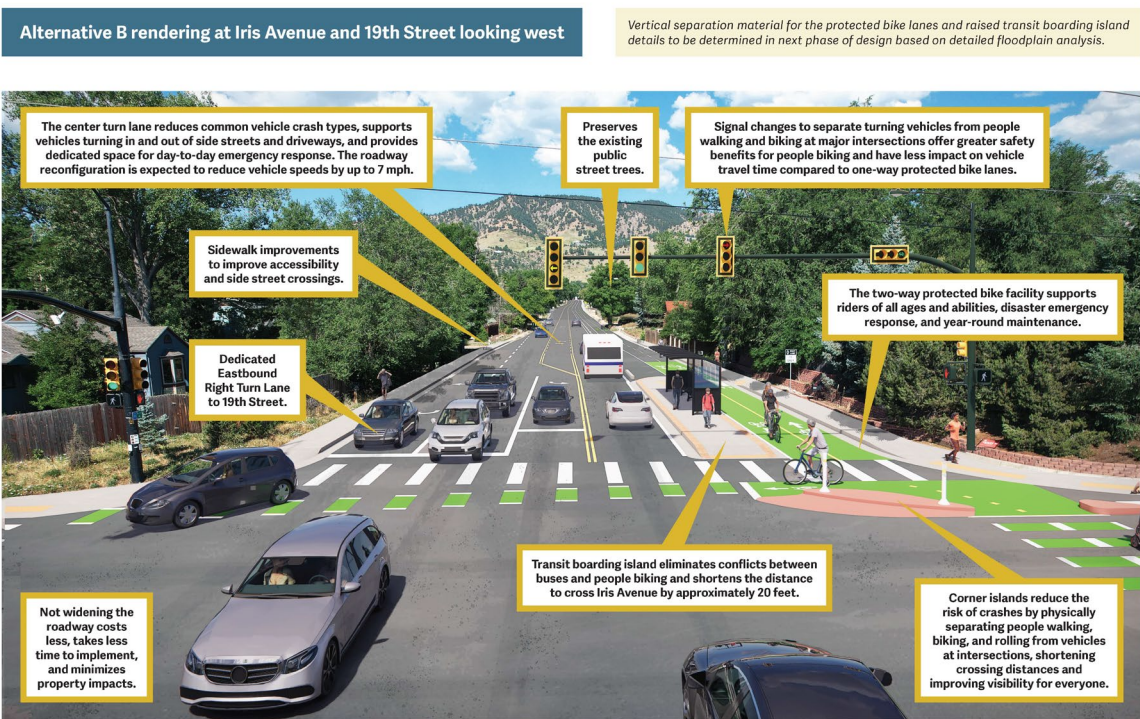 Alternative B rendering at Iris Avenue and 19th Street looking west
Vertical separation material for the protected bike lanes and raised transit boarding island
details to be determined in next phase of design based on detailed floodplain analysis.
The center turn lane reduces common vehicle crash types, supports
vehicles turning in and out of side streets and driveways, and provides
dedicated space for day-to-day emergency response. The roadway
reconfiguration is expected to reduce vehicle speeds by up to 7 mph.
Preserves
the existing
public
street trees.
Signal changes to separate turning vehicles from people
walking and biking at major intersections offer greater safety
benefits for people biking and have less impact on vehicle
travel time compared to one-way protected bike lanes.
Sidewalk improvements
to improve accessibility
and side street crossings.
The two-way protected bike facility supports
riders of all ages and abilities, disaster emergency
response, and year-round maintenance.
Dedicated
Eastbound
Right Turn Lane
to 19th Street.
Transit boarding island eliminates conflicts between
buses and people biking and shortens the distance
to cross Iris Avenue by approximately 20 feet.
Not widening the
roadway costs
less, takes less
time to implement,
and minimizes
property impacts.
Corner islands reduce the
risk of crashes by physically
separating people walking,
biking, and rolling from vehicles
at intersections, shortening
crossing distances and
improving visibility for everyone.